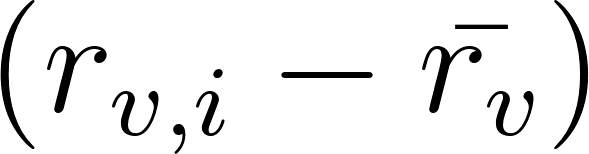 $(r_{v,i} - \bar{r_v})$